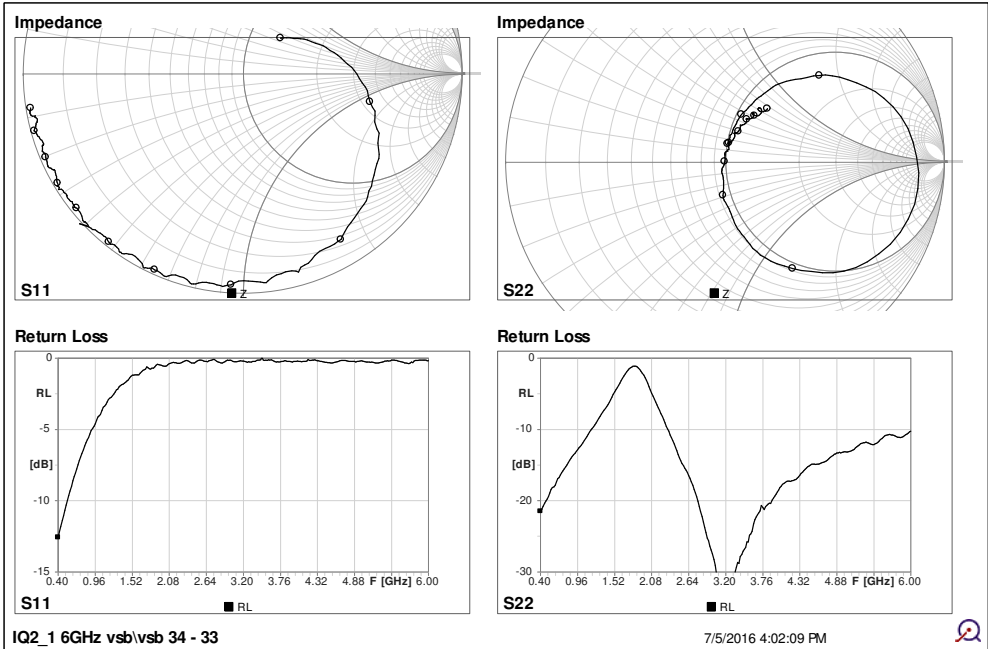 Impedance
S11
Z
Impedance
S22
Z
Return Loss
0
RL
-5
[dB]
-10
-15
0.40 0.96 1.52 2.08 2.64 3.20 3.76 4.32 4.88 F [GHz] 6.00
S11
RL
Return Loss
0
RL
-10
[dB]
-20
-30
0.40 0.96 1.52 2.08 2.64 3.20 3.76 4.32 4.88 F [GHz] 6.00
S22
RL
IQ2_1 6GHz vsb\vsb 34 - 33
7/5/2016 4:02:09 PM